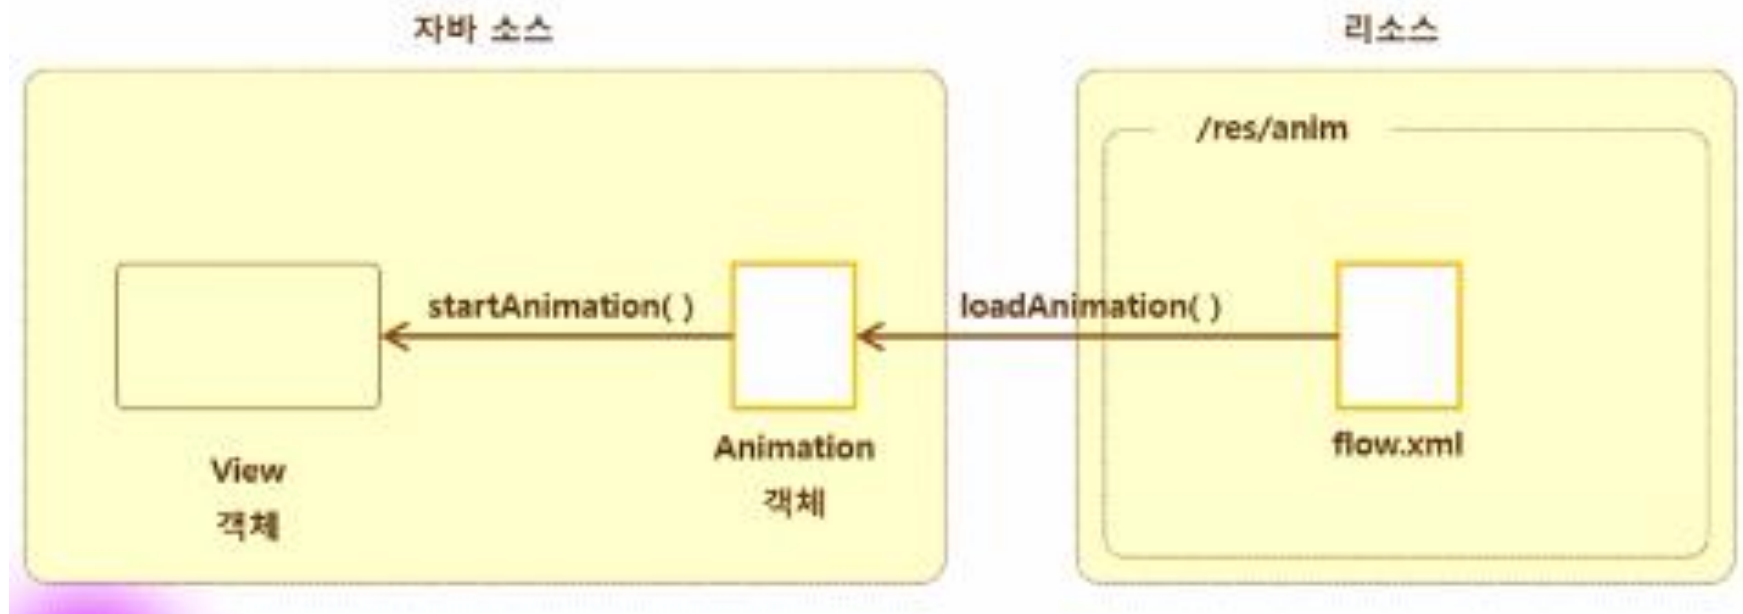 자바 소스
리소스
/res/anim
startAnimation( )
loadAnimation( )
View
객체
Animation
객체
flow.xml